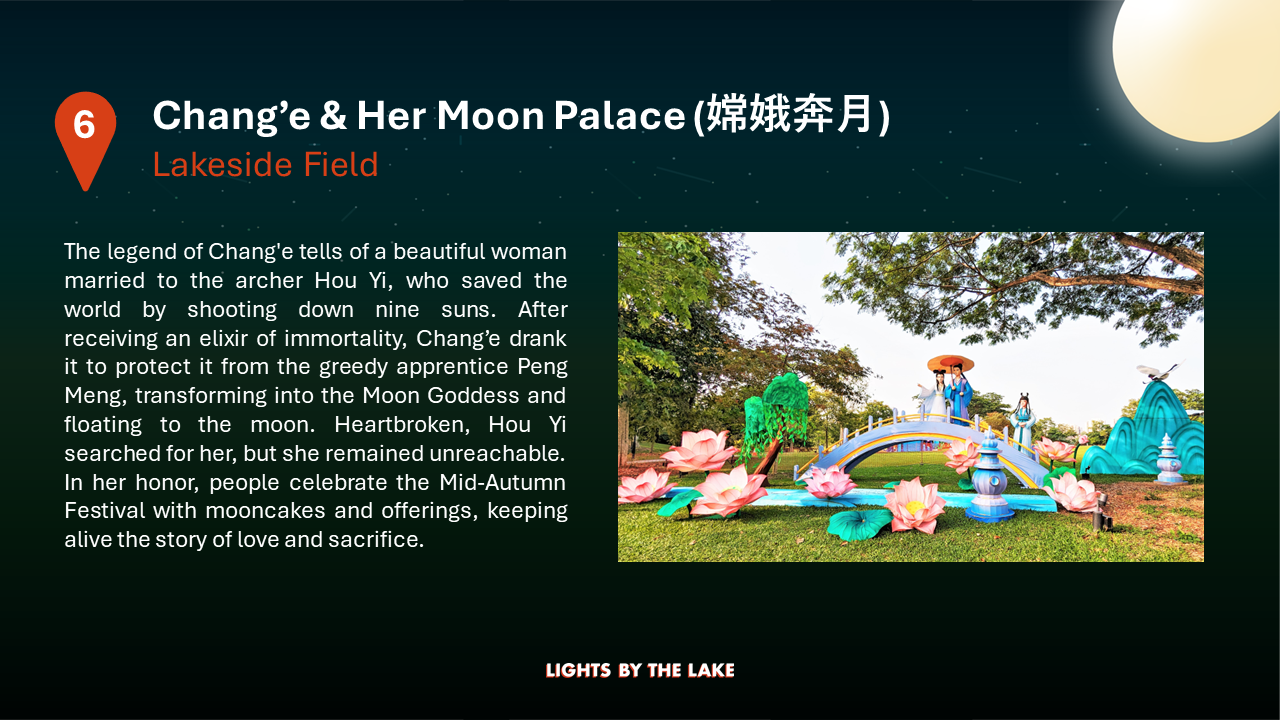 6
Chang’e & Her Moon Palace (嫦娥奔月)
Lakeside Field
The legend of Chang'e tells of a beautiful woman
married to the archer Hou Yi, who saved the
world by shooting down nine suns. After
receiving an elixir of immortality, Chang’e drank
it to protect it from the greedy apprentice Peng
Meng, transforming into the Moon Goddess and
floating to the moon. Heartbroken, Hou Yi
searched for her, but she remained unreachable.
In her honor, people celebrate the Mid-Autumn
Festival with mooncakes and offerings, keeping
alive the story of love and sacrifice.
LIGHTS BY THE LAKE